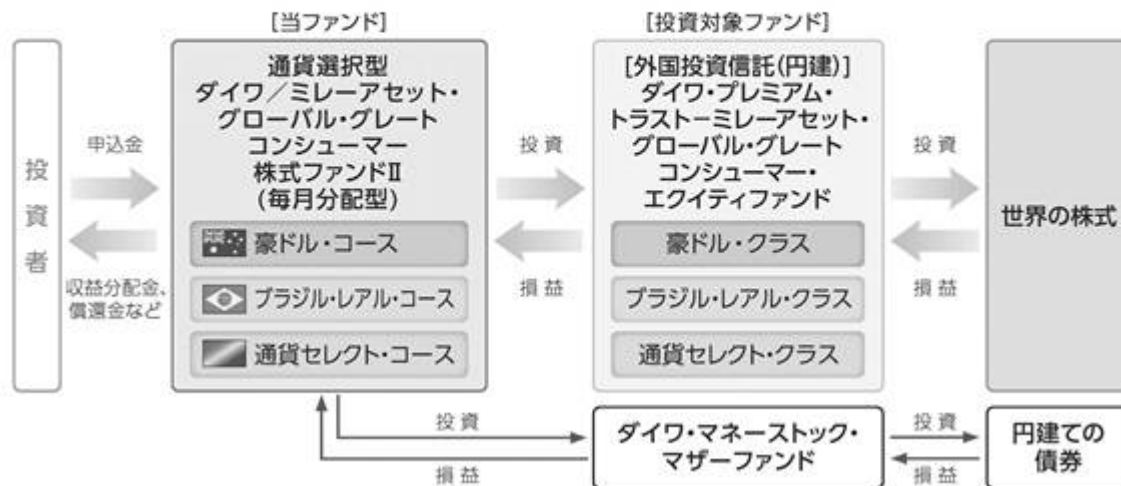 [当ファンド]
[投資対象ファンド]
投資者
申込金
収益分配金、
償還金など
通貨選択型
ダイワ／ミレーアセット・
グローバル・グレート
コンシューマー
株式ファンドⅡ
(毎月分配型)
豪ドル・コース
ブラジル・レアル・コース
通貨セレクト・コース
投資
損益
[外国投資信託(円建)]
ダイワ・プレミアム・
トラスト－ミレーアセット・
グローバル・グレート
コンシューマー・
エクイティファンド
豪ドル・クラス
ブラジル・レアル・クラス
通貨セレクト・クラス
投資
損益
世界の株式
投資
損益
ダイワ・マネーストック・
マザーファンド
投資
損益
円建ての
債券